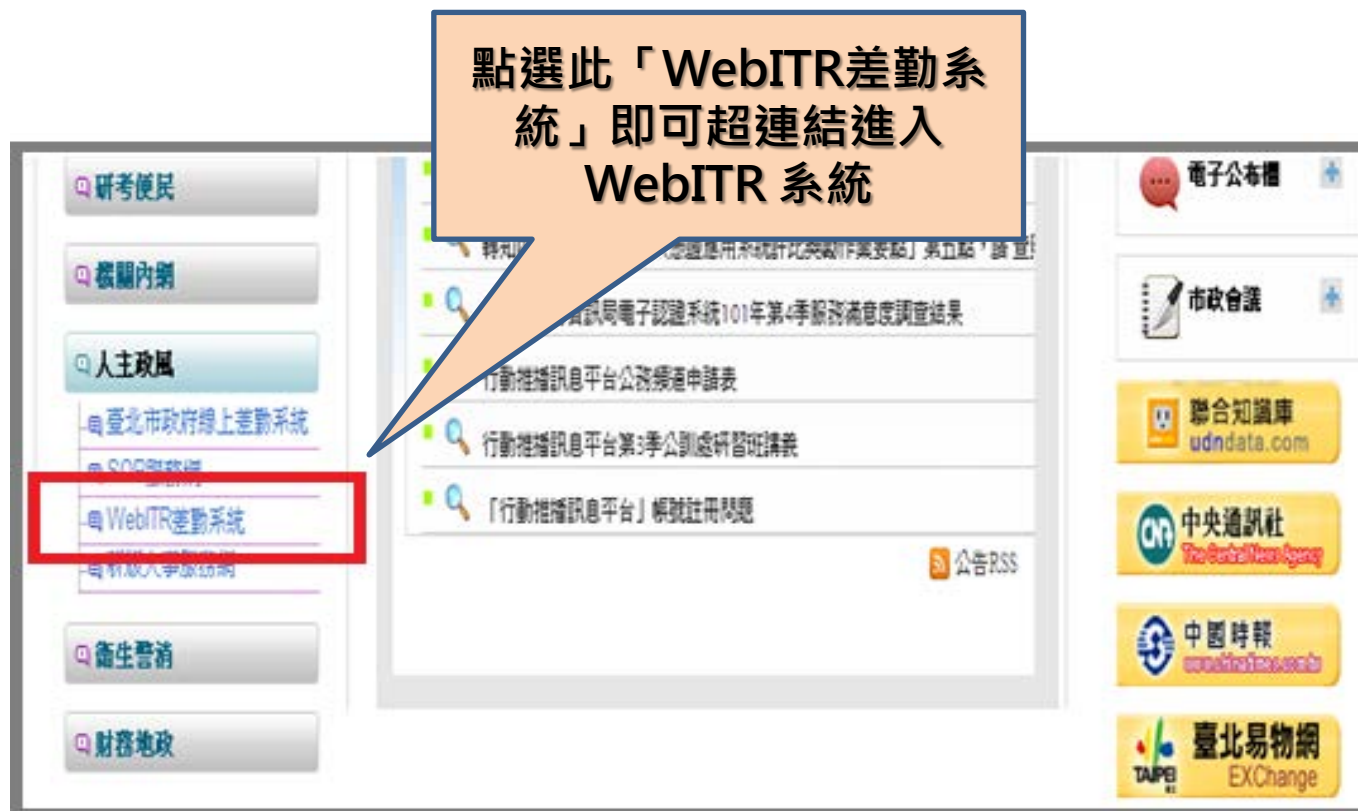 點選此「WebITR差勤系
統」即可超連結進入
WebITR 系統
研考便民
機關內網
人主政風
臺北市政府線上差勤系統
WebITR差勤系統
衛生警消
財務地政
資訊局電子認證系統101年第4季服務滿意度調查結果
行動推播訊息平台公務頻道申請表
行動推播訊息平台第3季公訓處研習班講義
「行動推播訊息平台」帳號註冊問題
公告RSS
電子公布欄
市政會議
聯合知識庫
udndata.com
中央通訊社
The Central News Agency
中國時報
www.chinatimes.com.tw
臺北易物網
TAIPEI
EXChange